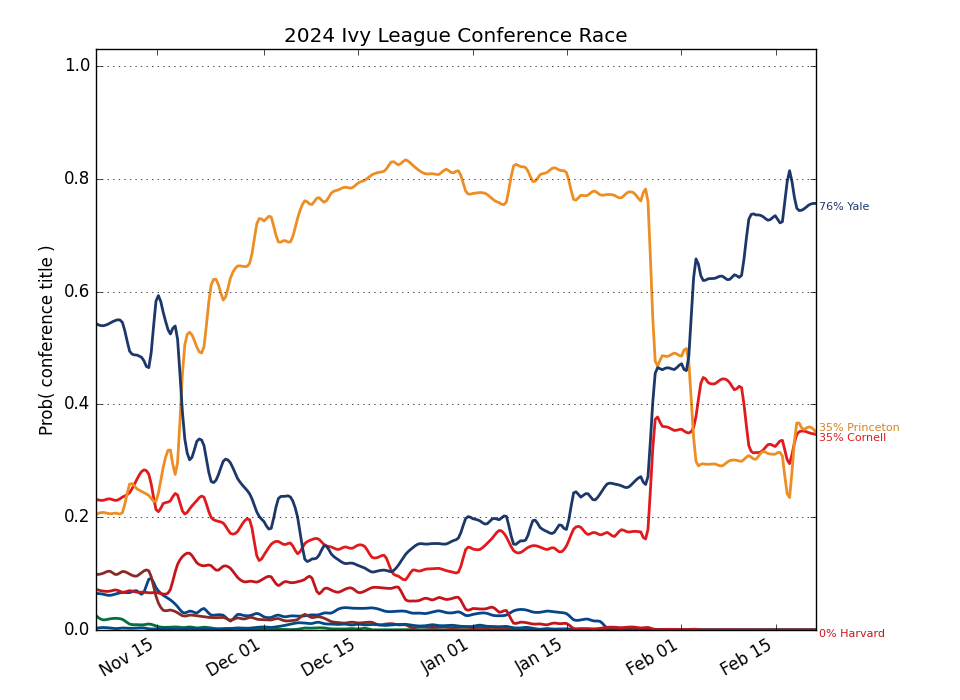 2024 Ivy League Conference Race
Prob( conference title )
1.0
0.8
0.6
0.4
0.2
0.0
76% Yale
35% Princeton
35% Cornell
0% Harvard
Nov 15
Dec 01
Dec 15
Jan 01
Jan 15
Feb 01
Feb 15